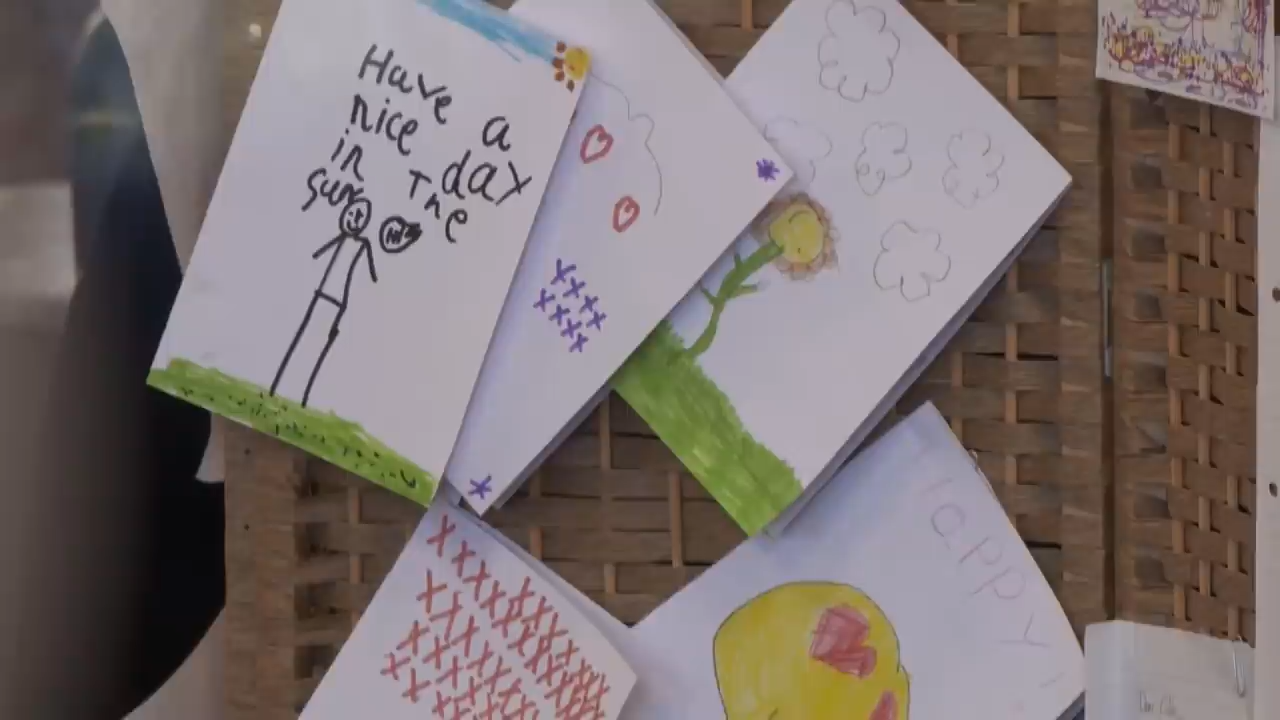 Have a
nice day
in The
sun
Happy